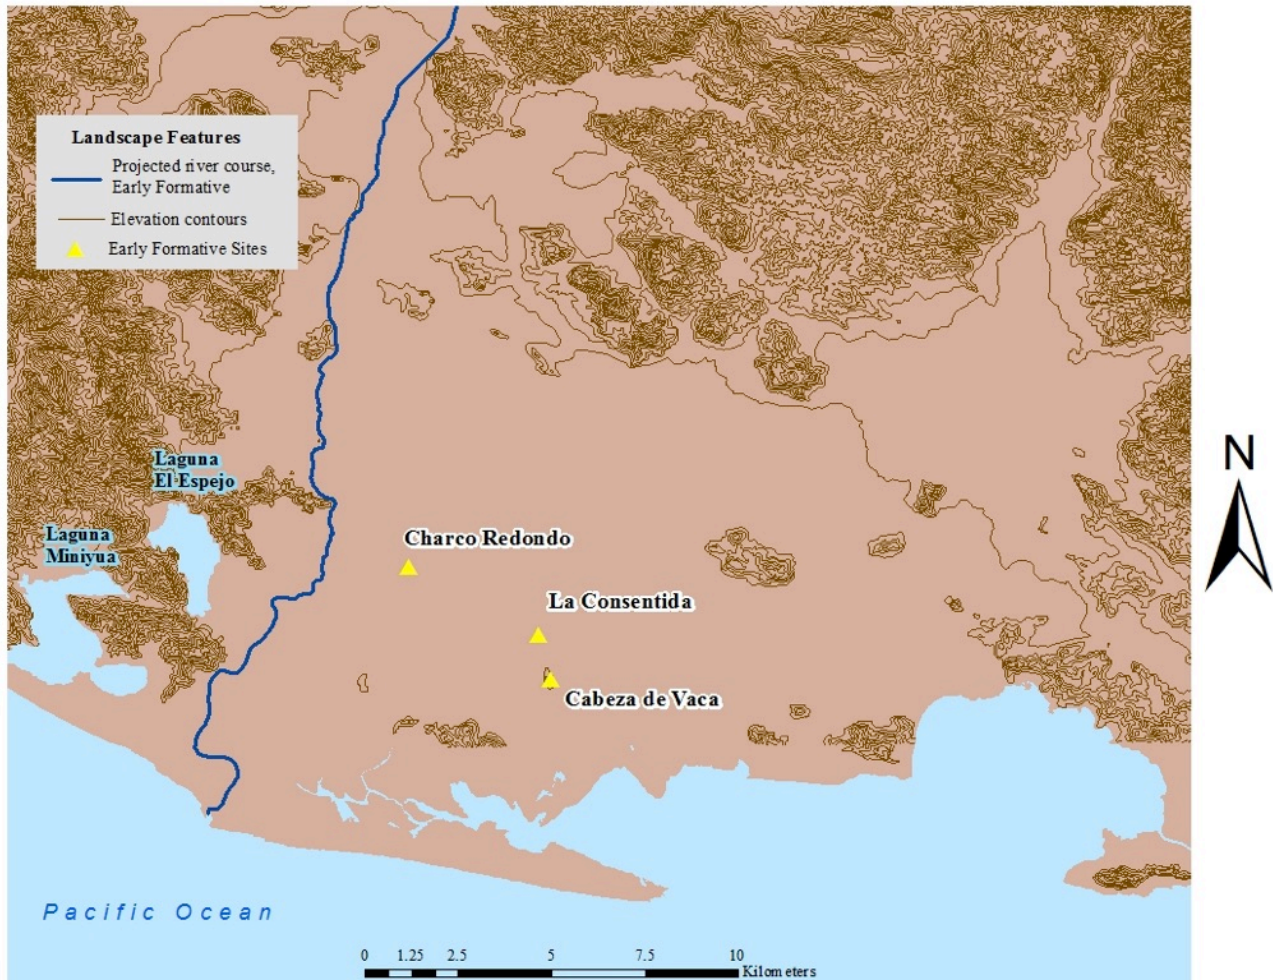 Landscape Features
Projected river course,
Early Formative
Elevation contours
Early Formative Sites
Laguna
El Espejo
Laguna
Miniyua
Charco Redondo
La Consentida
Cabeza de Vaca
N
Pacific Ocean
0 1.25 2.5 5 7.5 10
Kilometers